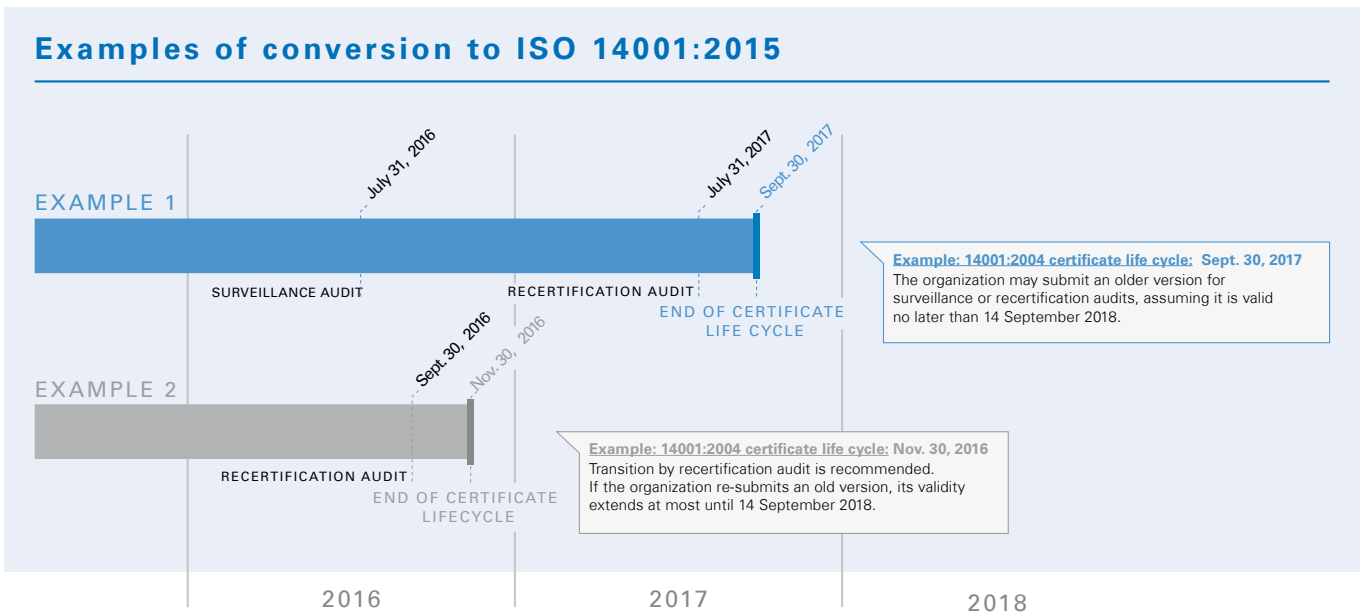 Examples of conversion to ISO 14001:2015
July 31, 2016
July 31, 2017
Sept. 30, 2017
EXAMPLE 1
SURVEILLANCE AUDIT
RECERTIFICATION AUDIT
END OF CERTIFICATE
LIFE CYCLE
Example: 14001:2004 certificate life cycle: Sept. 30, 2017
The organization may submit an older version for
surveillance or recertification audits, assuming it is valid
no later than 14 September 2018.
Sept. 30, 2016
Nov. 30, 2016
EXAMPLE 2
RECERTIFICATION AUDIT
END OF CERTIFICATE
LIFECYCLE
Example: 14001:2004 certificate life cycle: Nov. 30, 2016
Transition by recertification audit is recommended.
If the organization re-submits an old version, its validity
extends at most until 14 September 2018.
2016
2017
2018